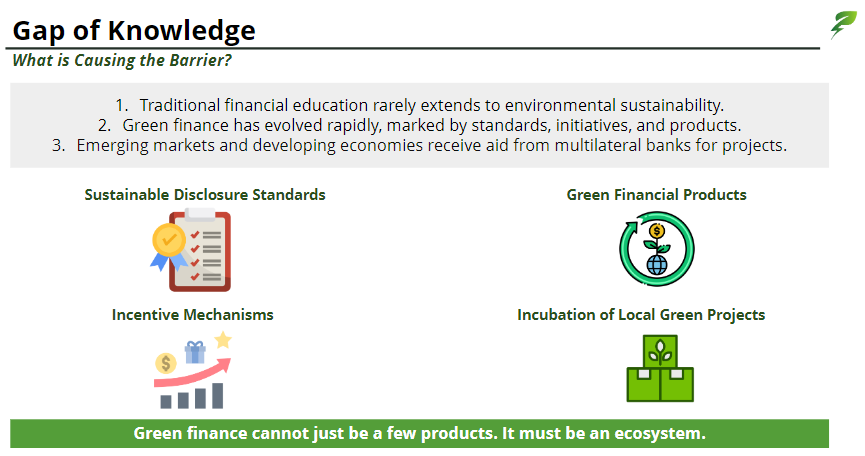 Gap of Knowledge
What is Causing the Barrier?
1. Traditional financial education rarely extends to environmental sustainability.
2. Green finance has evolved rapidly, marked by standards, initiatives, and products.
3. Emerging markets and developing economies receive aid from multilateral banks for projects.
Sustainable Disclosure Standards
Green Financial Products
$
Incentive Mechanisms
Incubation of Local Green Projects
$
Green finance cannot just be a few products. It must be an ecosystem.